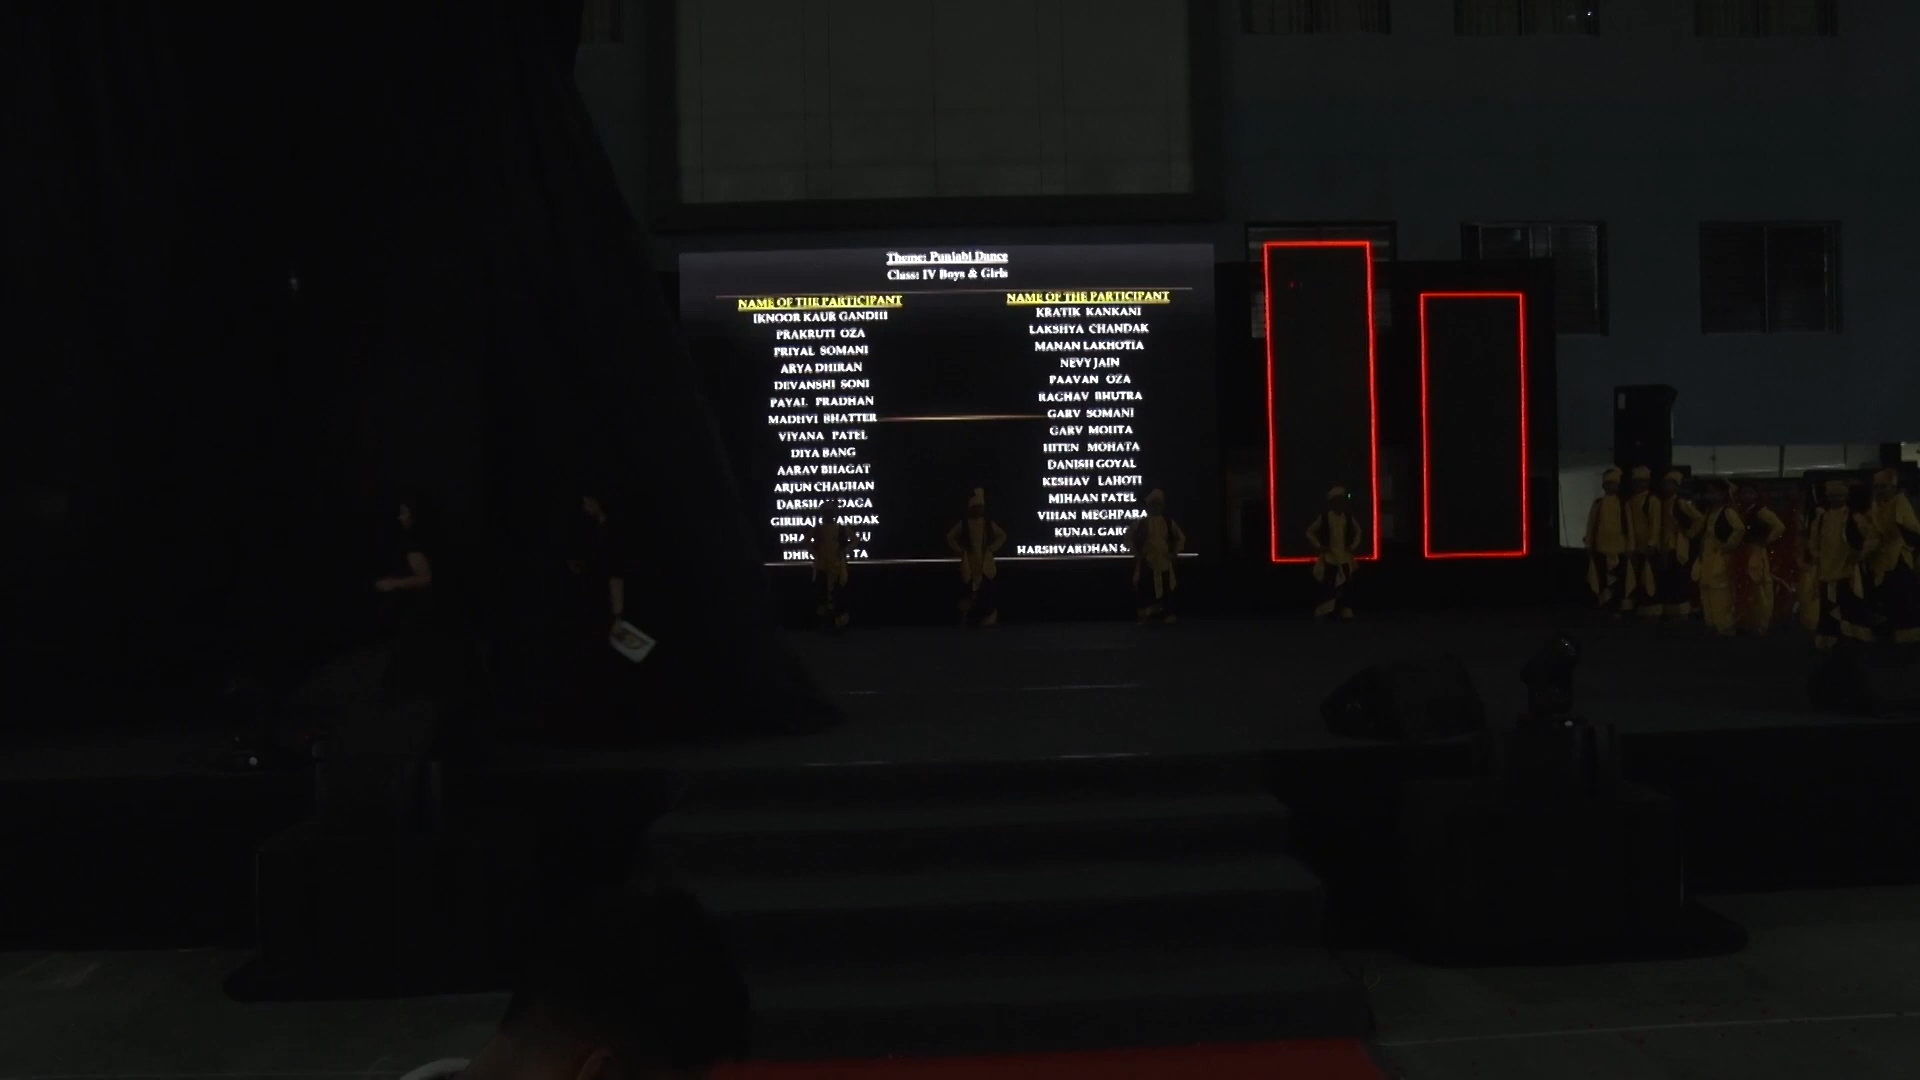 Theme: Punjabi Dance
Class: IV Boys & Girls
NAME OF THE PARTICIPANT
IKNOOR KAUR GANDHI
PRAKRUTI OZA
PRIYAL SOMANI
ARYA DHIRAN
DEVANSHI SONI
PAYAL PRADHAN
MADHVI BHATTER
VIYANA PATEL
DIYA BANG
AARAV BHAGAT
ARJUN CHAUHAN
GIRIRAJ
NAME OF THE PARTICIPANT
KRATIK KANKANI
LAKSHYA CHANDAK
MANAN LAKHOTIA
NEVY JAIN
PAAVAN OZA
RAGHAV BHUTRA
GARV SOMANI
GARV MOHTA
HITEN MOHATA
DANISH GOYAL
KESHAV LAHOTI
MIHAAN PATEL
VIHAN MEGHPARA
KUNAL
HARSHVARDHAN